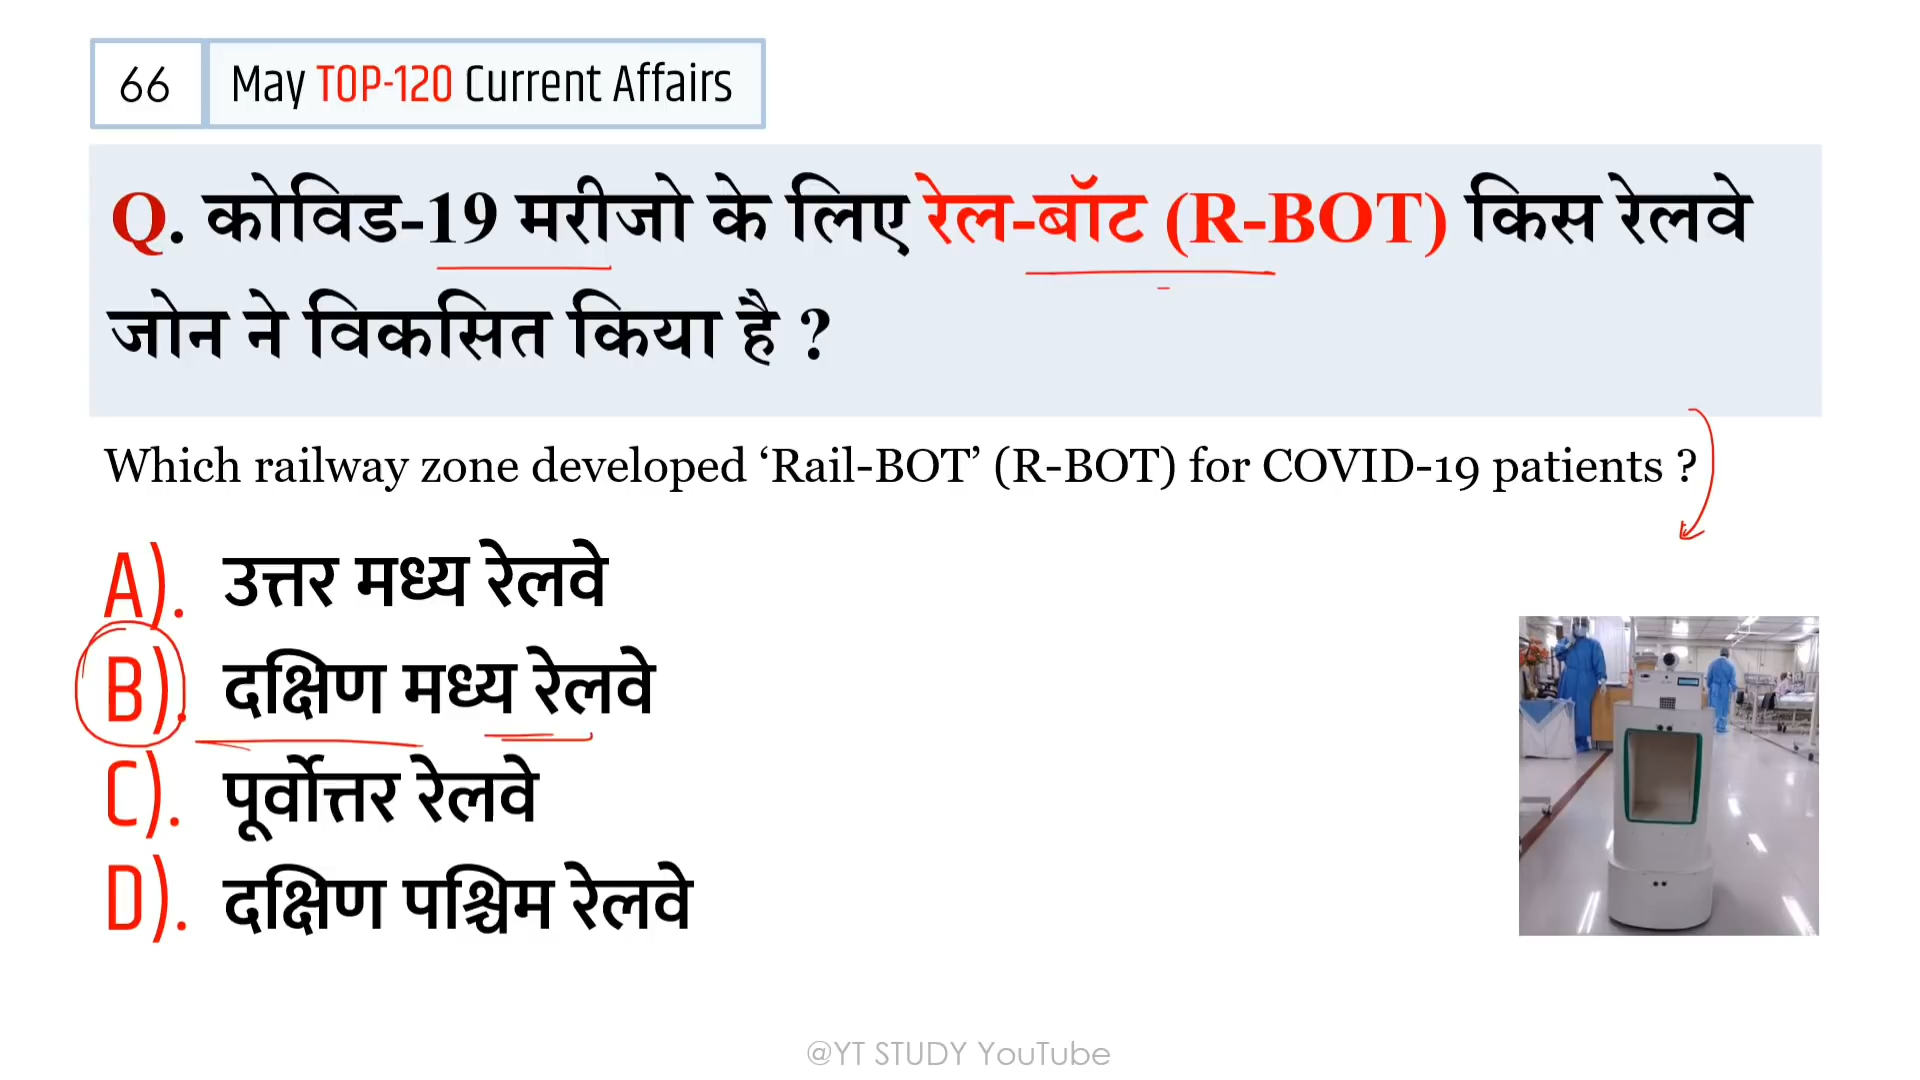 66
May TOP-120 Current Affairs
Q. कोविड-19 मरीजो के लिए रेल-बॉट (R-BOT) किस रेलवे
जोन ने विकसित किया है ?
Which railway zone developed ‘Rail-BOT’ (R-BOT) for COVID-19 patients ?
A). उत्तर मध्य रेलवे
B). दक्षिण मध्य रेलवे
C). पूर्वोत्तर रेलवे
D). दक्षिण पश्चिम रेलवे
@YT STUDY YouTube